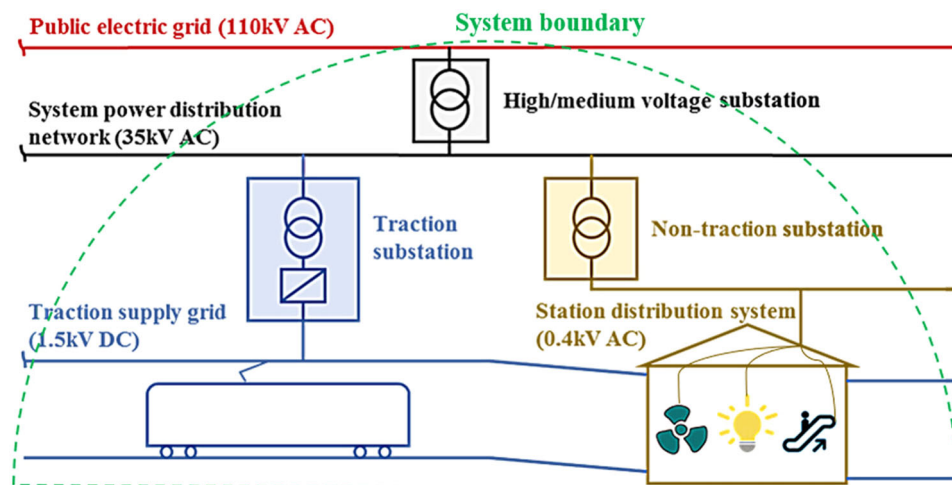 Public electric grid (110kV AC)
System boundary
High/medium voltage substation
System power distribution
network (35kV AC)
Traction
substation
Non-traction substation
Traction supply grid
(1.5kV DC)
Station distribution system
(0.4kV AC)